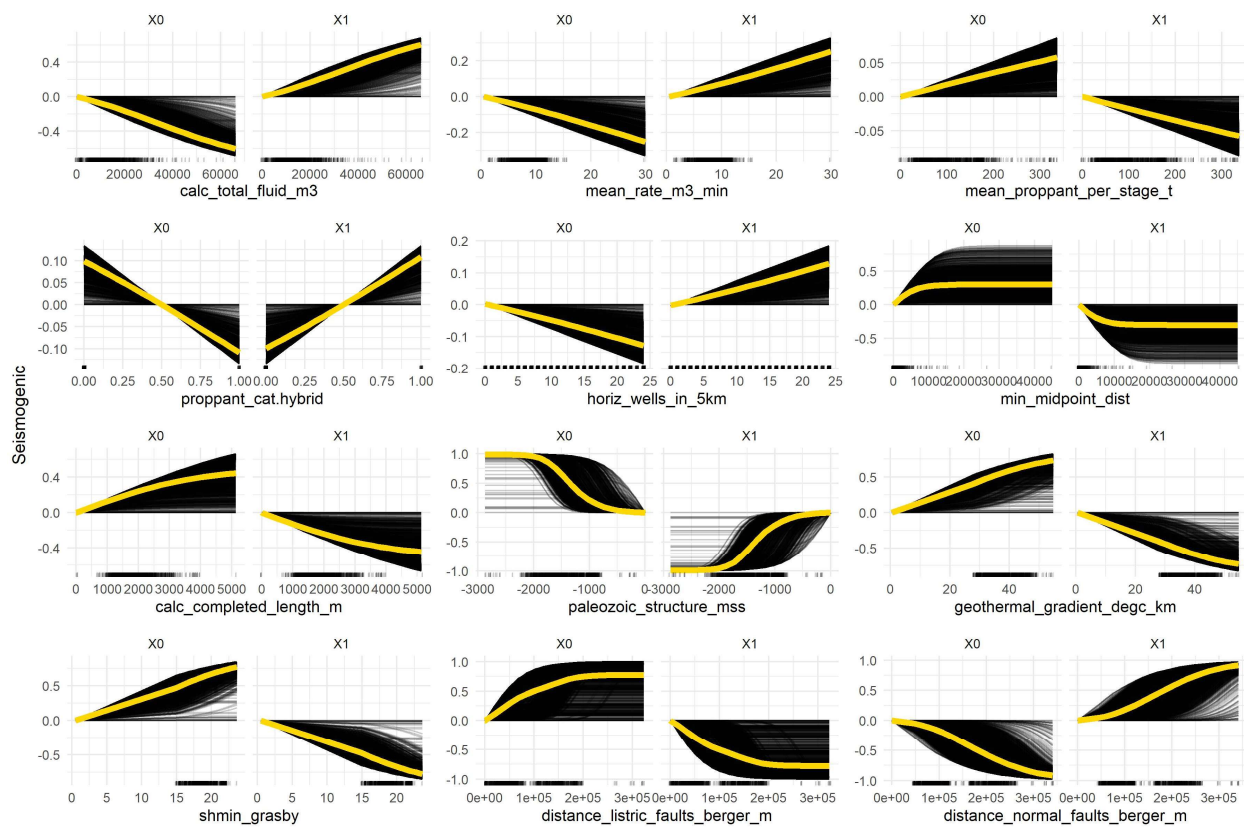 Seismogenic
X0 X1 X0 X1 X0 X1
0.4 0.0 -0.4
0.2 0.0 -0.2
0.05 0.00 -0.05
0 20000 40000 60000 0 20000 40000 60000
0 10 20 30 0 10 20 30
0 100 200 300 0 100 200 300
calc_total_fluid_m3 mean_rate_m3_min mean_proppant_per_stage_t
X0 X1 X0 X1 X0 X1
0.10 0.05 0.00 -0.05 -0.10
0.2 0.1 0.0 -0.1 -0.2
0.5 0.0 -0.5
0.00 0.25 0.50 0.75 1.00 0.00 0.25 0.50 0.75 1.00
0 5 10 15 20 25 0 5 10 15 20 25
0 10000 20000 30000 40000 0 10000 20000 30000 40000
proppant_cat.hybrid horiz_wells_in_5km min_midpoint_dist
X0 X1 X0 X1 X0 X1
0.4 0.0 -0.4
1.0 0.5 0.0 -0.5 -1.0
0.5 0.0 -0.5
0 1000 2000 3000 4000 5000 0 1000 2000 3000 4000 5000
-3000 -2000 -1000 0 -3000 -2000 -1000 0
0 20 40 0 20 40
calc_completed_length_m paleozoic_structure_mss geothermal_gradient_degc_km
X0 X1 X0 X1 X0 X1
0.5 0.0 -0.5
1.0 0.5 0.0 -0.5 -1.0
1.0 0.5 0.0 -0.5 -1.0
0 5 10 15 20 0 5 10 15 20
0e+00 1e+05 2e+05 3e+05 0e+00 1e+05 2e+05 3e+05
0e+00 1e+05 2e+05 3e+05 0e+00 1e+05 2e+05 3e+05
shmin_grasby distance_listric_faults_berger_m distance_normal_faults_berger_m